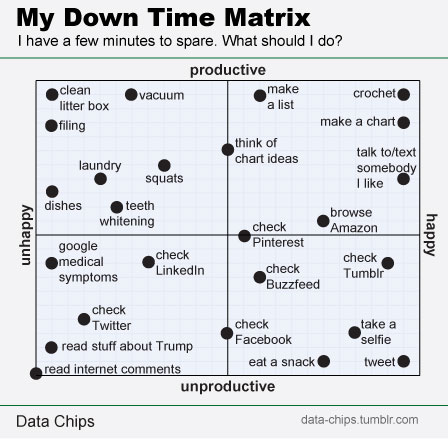 My Down Time Matrix
I have a few minutes to spare. What should I do?
productive
clean
litter box
vacuum
make
a list
crochet
filing
make a chart
think of
chart ideas
talk to/text
somebody
I like
laundry
squats
dishes
teeth
whitening
browse
Amazon
unhappy
happy
check
Pinterest
google
medical
symptoms
check
LinkedIn
check
Buzzfeed
check
Tumblr
check
Twitter
check
Facebook
take a
selfie
read stuff about Trump
eat a snack
tweet
read internet comments
unproductive
Data Chips
data-chips.tumblr.com